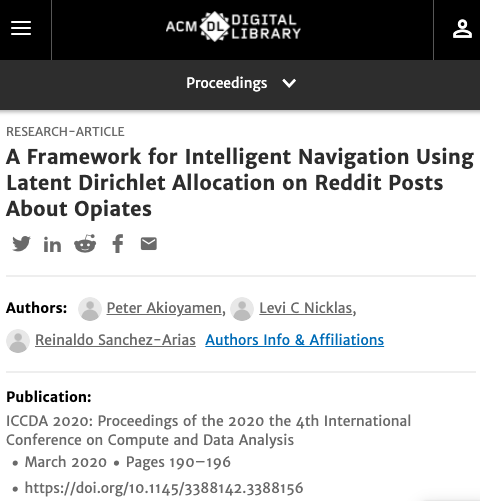 ACM DL DIGITAL
LIBRARY
Proceedings
RESEARCH-ARTICLE
A Framework for Intelligent Navigation Using
Latent Dirichlet Allocation on Reddit Posts
About Opiates
Authors: Peter Akioyamen, Levi C Nicklas,
Reinaldo Sanchez-Arias Authors Info & Affiliations
Publication:
ICCDA 2020: Proceedings of the 2020 the 4th International
Conference on Compute and Data Analysis
• March 2020 • Pages 190–196
• https://doi.org/10.1145/3388142.3388156